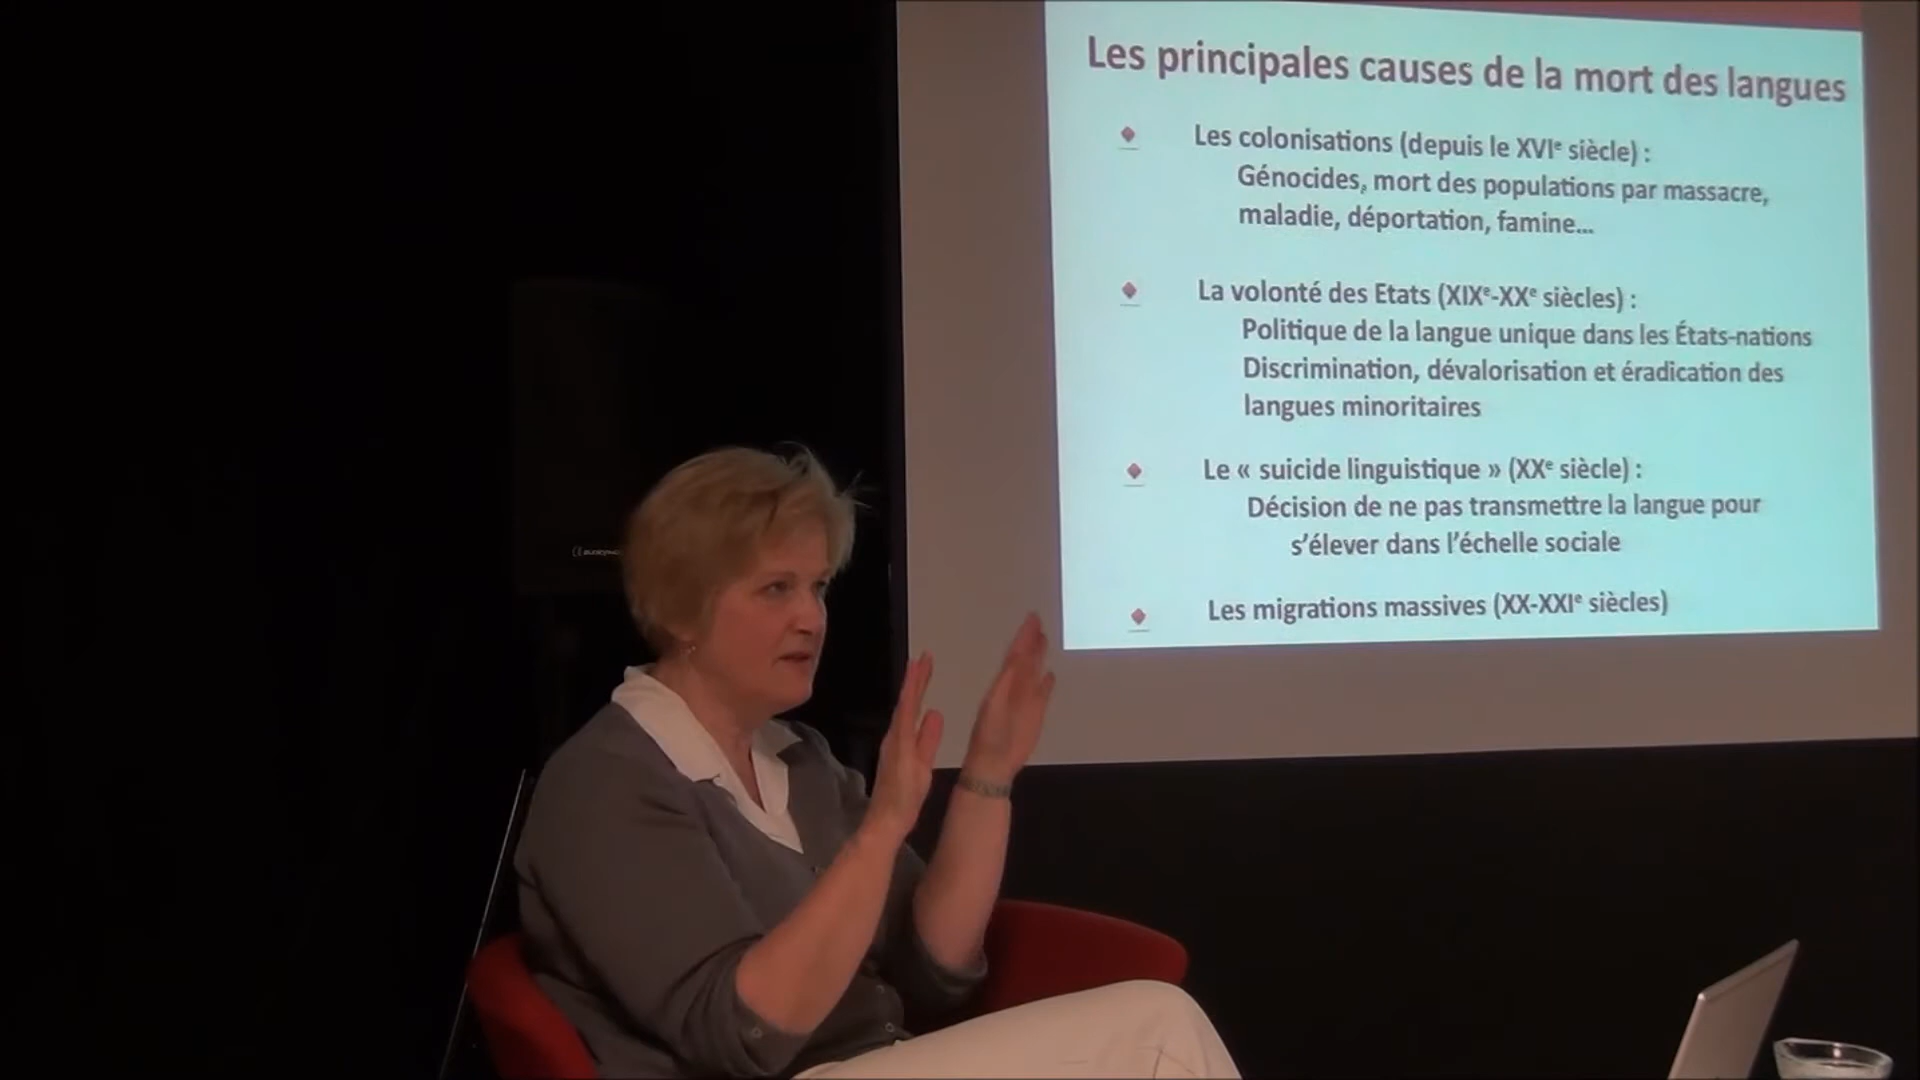 Les principales causes de la mort des langues
Les colonisations (depuis le XVIᵉ siècle) :
Génocides, mort des populations par massacre,
maladie, déportation, famine...
La volonté des Etats (XIXᵉ-XXᵉ siècles) :
Politique de la langue unique dans les États-nations
Discrimination, dévalorisation et éradication des
langues minoritaires
Le « suicide linguistique » (XXᵉ siècle) :
Décision de ne pas transmettre la langue pour
s’élever dans l’échelle sociale
Les migrations massives (XX-XXIᵉ siècles)